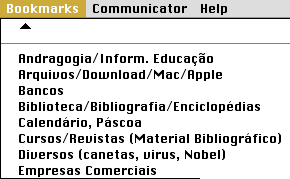 Bookmarks Communicator Help
Andragogia/Inform. Educação
Arquivos/Download/Mac/Apple
Bancos
Biblioteca/Bibliografia/Enciclopédias
Calendário, Páscoa
Cursos/Revistas (Material Bibliográfico)
Diversos (canetas, virus, Nobel)
Empresas Comerciais